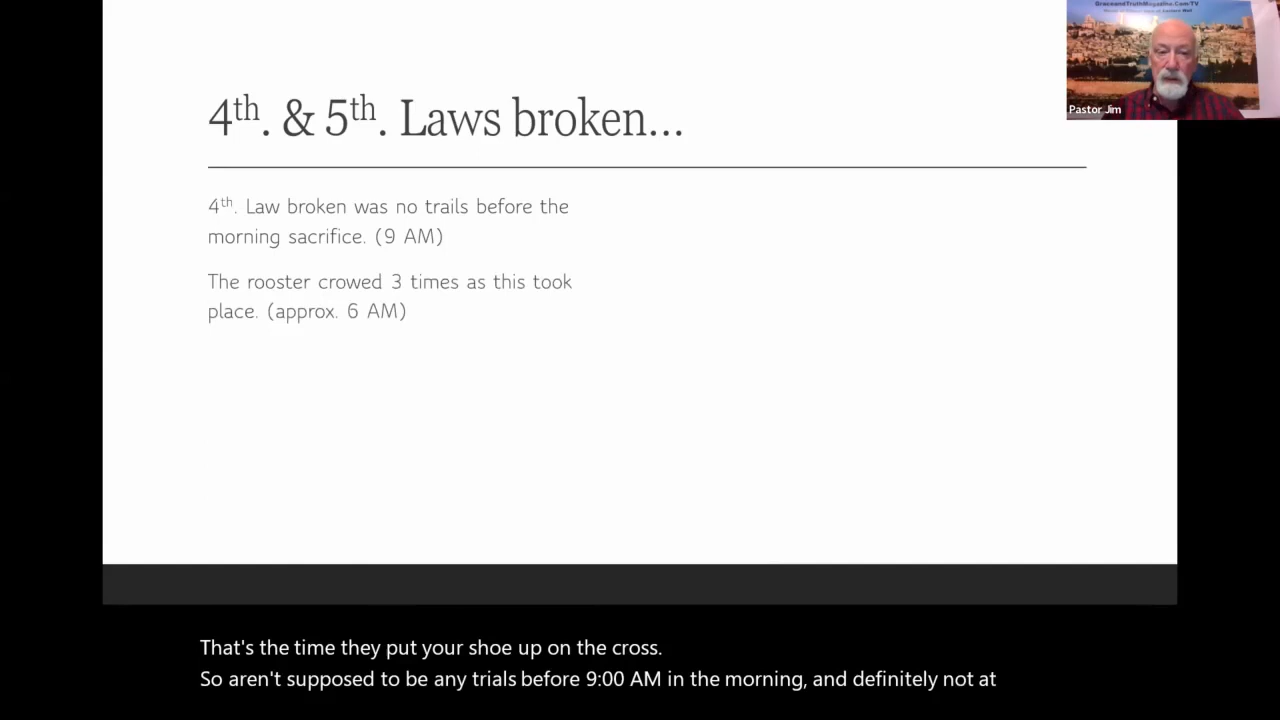 GraceandTruthMagazine.Com/TV
Pastor Jim
4th. & 5th. Laws broken...
4th. Law broken was no trails before the
morning sacrifice. (9 AM)
The rooster crowed 3 times as this took
place. (approx. 6 AM)
That's the time they put your shoe up on the cross.
So aren't supposed to be any trials before 9:00 AM in the morning, and definitely not at